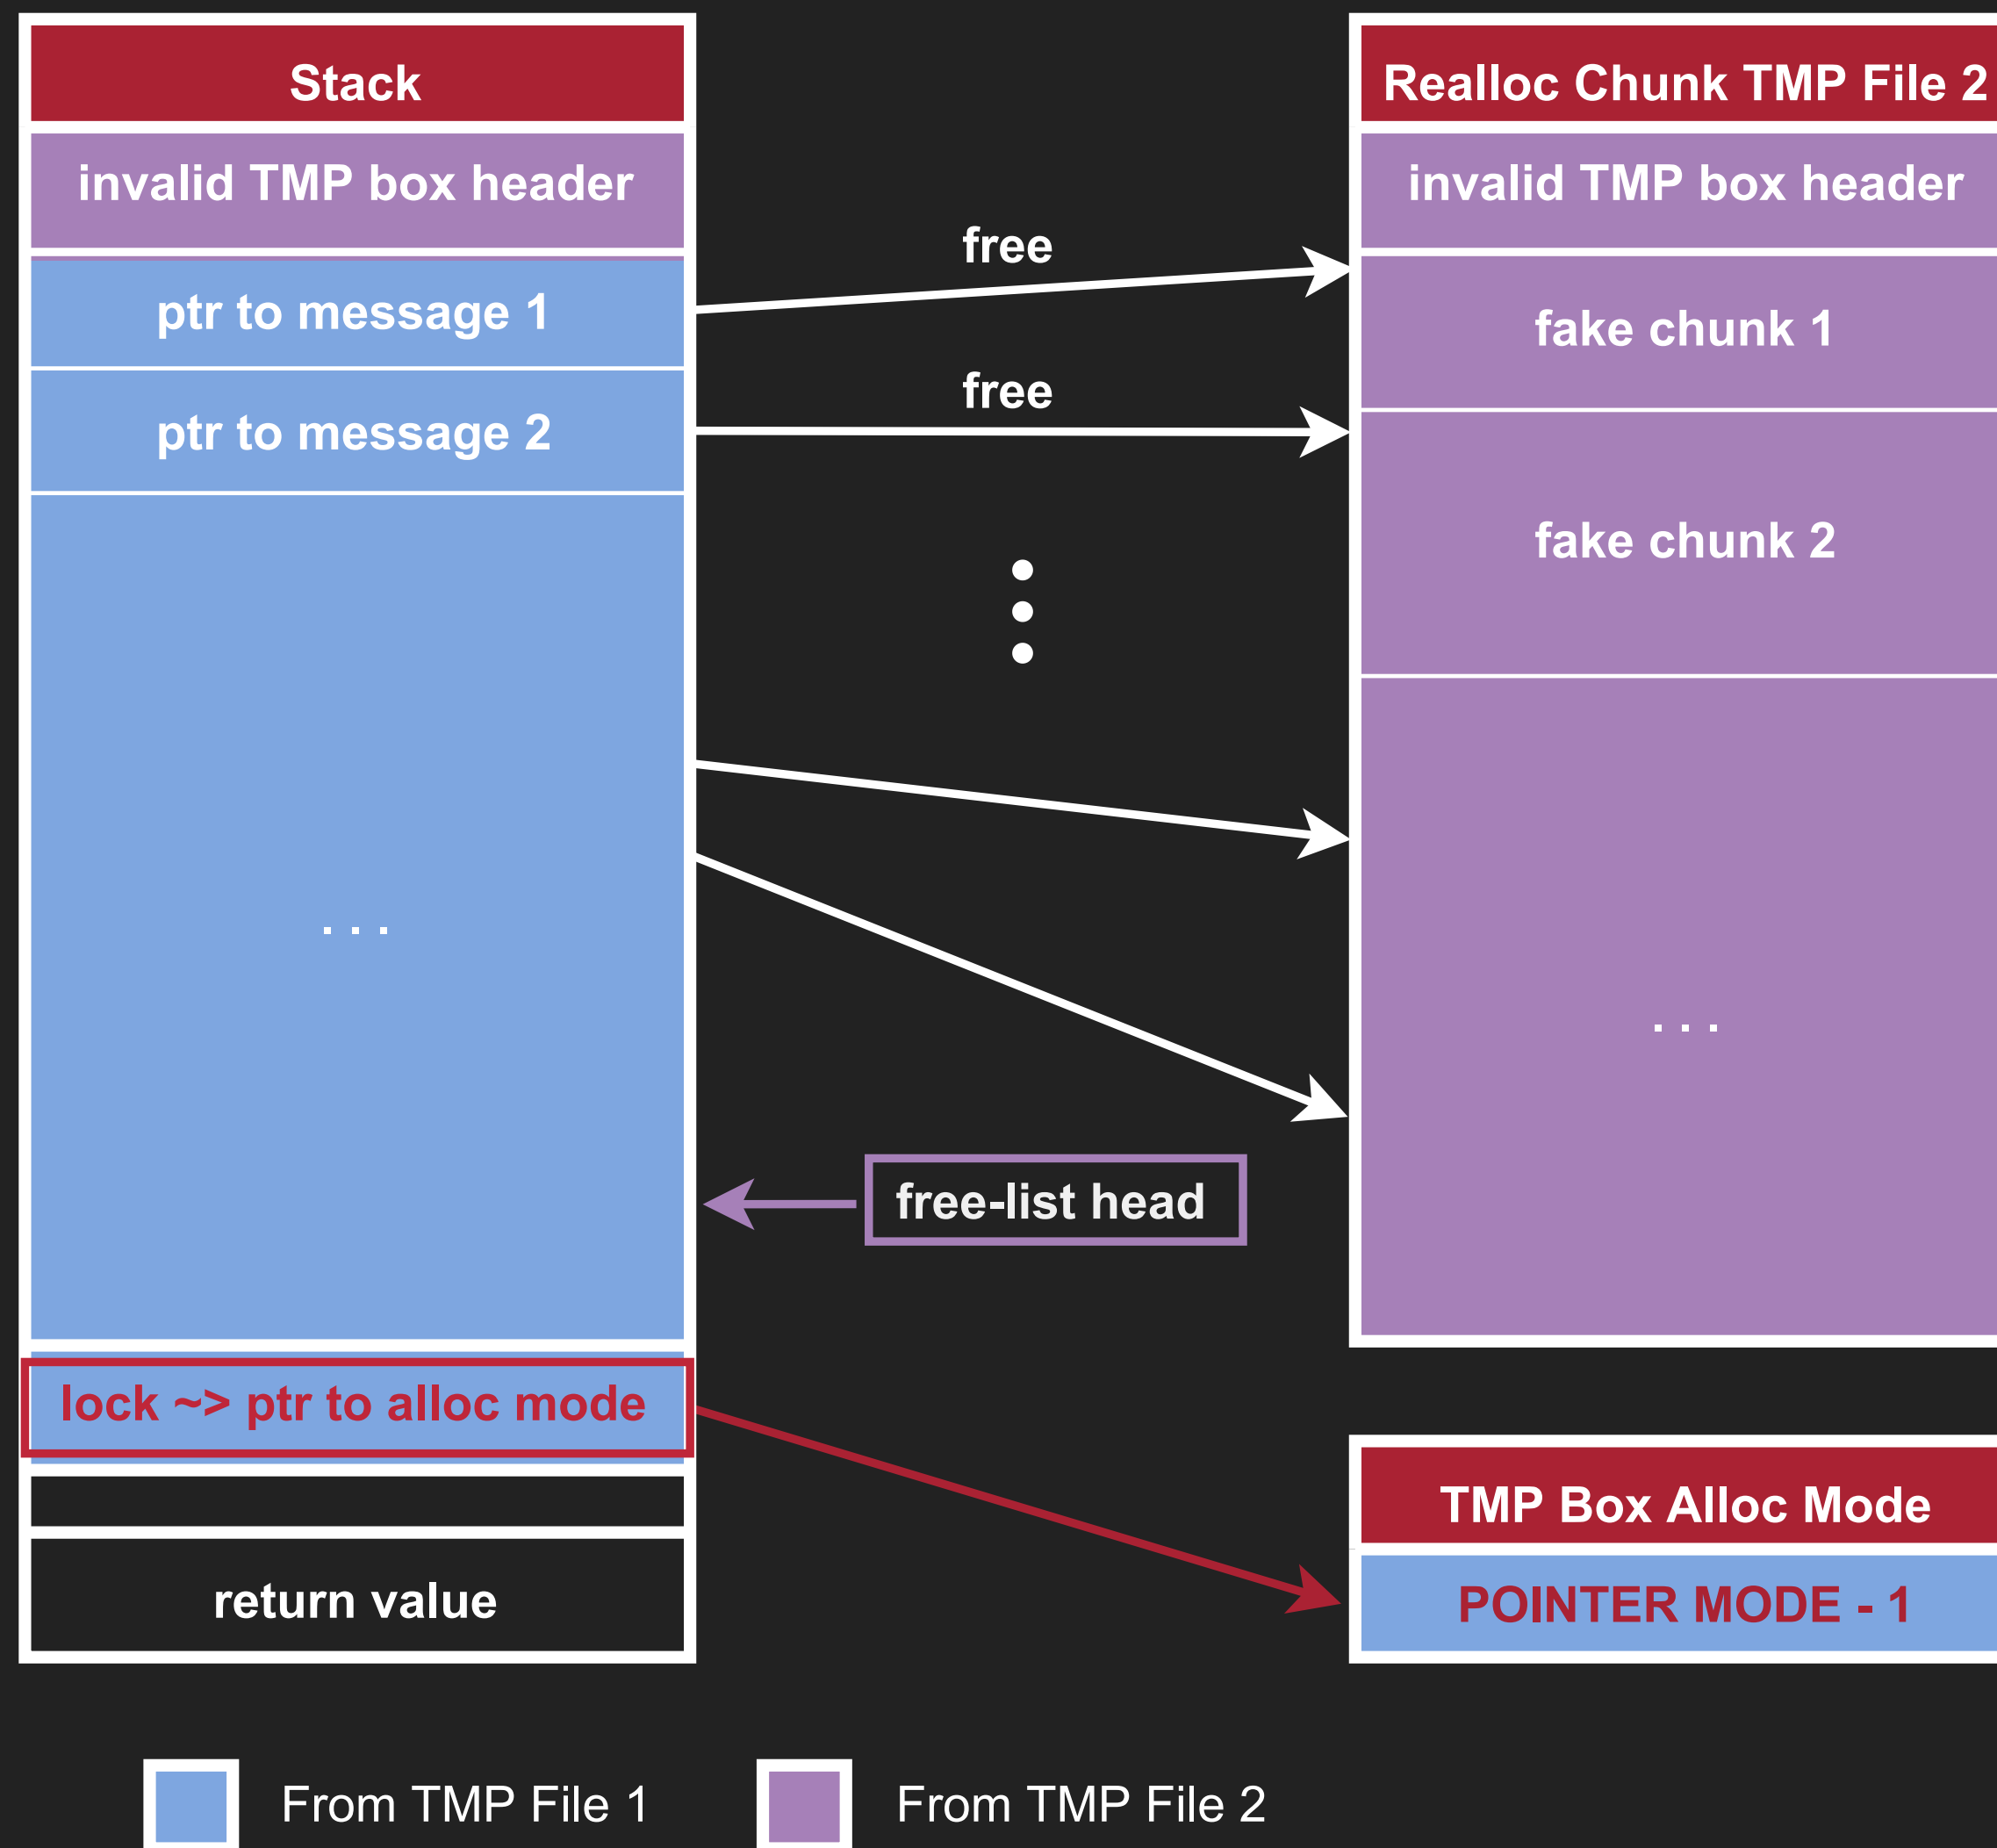 Stack
invalid TMP box header
ptr to message 1
ptr to message 2
...
lock ~> ptr to alloc mode
return value
free
free
free-list head
Realloc Chunk TMP File 2
invalid TMP box header
fake chunk 1
fake chunk 2
...
TMP Box Alloc Mode
POINTER MODE - 1
From TMP File 1
From TMP File 2